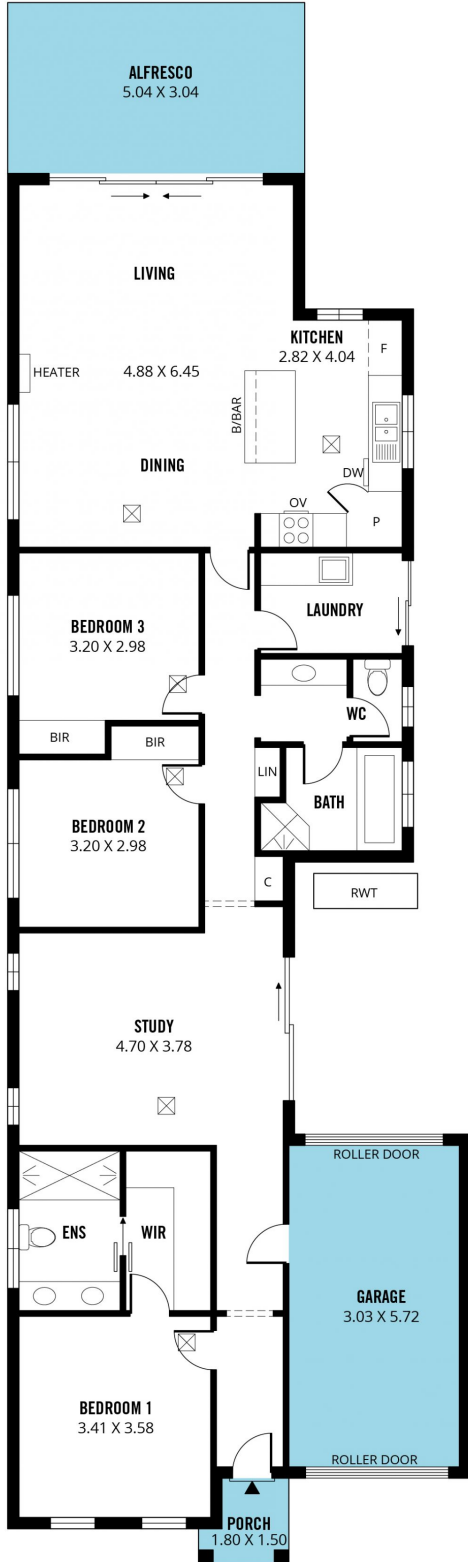 ALFRESCO
5.04 X 3.04
LIVING
KITCHEN
2.82 X 4.04
F
HEATER
4.88 X 6.45
B/BAR
DINING
DW
OV
P
LAUNDRY
BEDROOM 3
3.20 X 2.98
WC
BIR
BIR
LIN
BATH
BEDROOM 2
3.20 X 2.98
C
RWT
STUDY
4.70 X 3.78
ROLLER DOOR
ENS
WIR
GARAGE
3.03 X 5.72
BEDROOM 1
3.41 X 3.58
ROLLER DOOR
PORCH
1.80 X 1.50